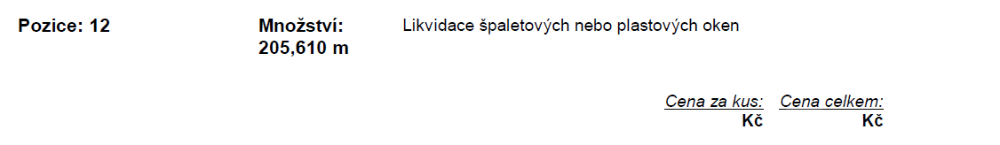 Pozice: 12 Množství: Likvidace špaletových nebo plastových oken
205,610 m
Cena za kus: Cena celkem:
Kč Kč